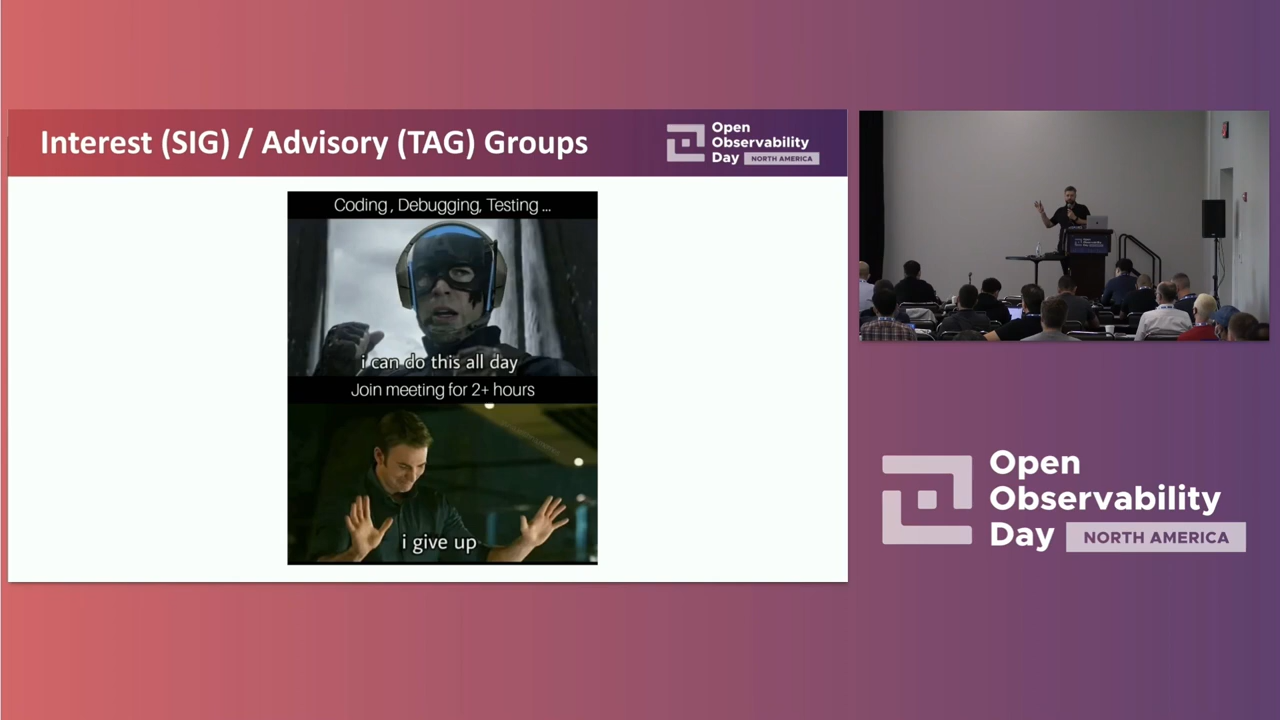 Interest (SIG) / Advisory (TAG) Groups
Open
Observability
Day NORTH AMERICA
Coding , Debugging, Testing ...
i can do this all day
Join meeting for 2+ hours
i give up
Open
Observability
Day NORTH AMERICA